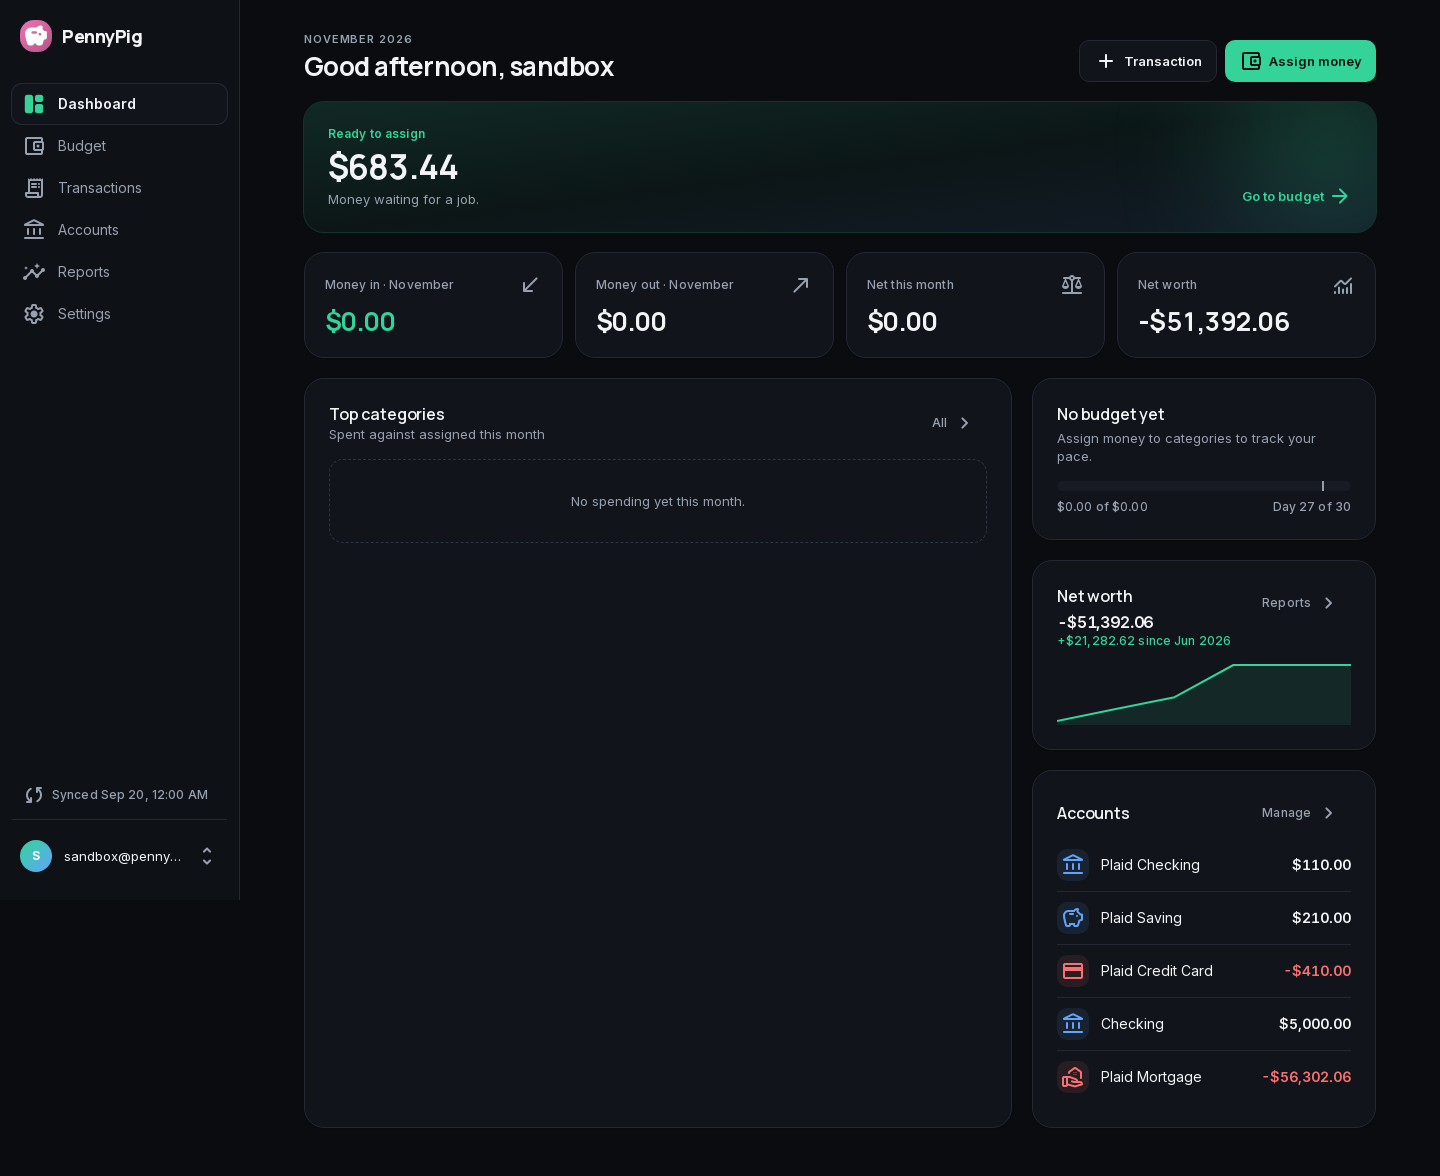 PennyPig
Dashboard
Budget
Transactions
Accounts
Reports
Settings
Synced Sep 20, 12:00 AM
S
sandbox@penny...
NOVEMBER 2026
Good afternoon, sandbox
Transaction
Assign money
Ready to assign
$683.44
Money waiting for a job.
Go to budget
Money in · November
$0.00
Money out · November
$0.00
Net this month
$0.00
Net worth
-$51,392.06
Top categories
Spent against assigned this month
All
No spending yet this month.
No budget yet
Assign money to categories to track your
pace.
$0.00 of $0.00
Day 27 of 30
Net worth
-$51,392.06
+$21,282.62 since Jun 2026
Reports
Accounts
Manage
Plaid Checking
$110.00
Plaid Saving
$210.00
Plaid Credit Card
-$410.00
Checking
$5,000.00
Plaid Mortgage
-$56,302.06